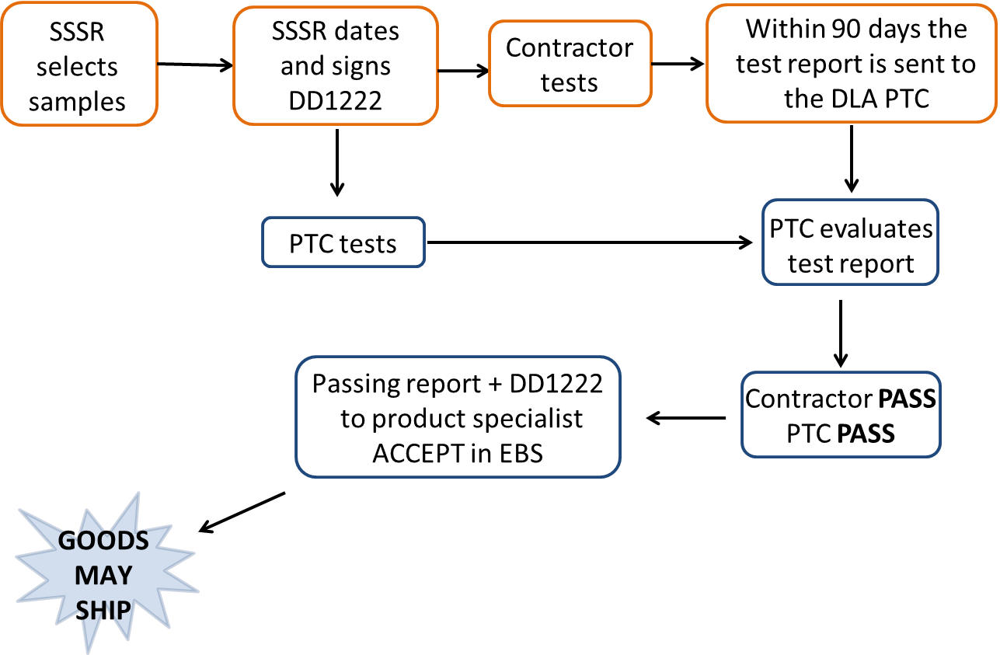 SSSR
selects
samples
SSSR dates
and signs
DD1222
Contractor
tests
Within 90 days the
test report is sent to
the DLA PTC
PTC tests
PTC evaluates
test report
Contractor PASS
PTC PASS
Passing report + DD1222
to product specialist
ACCEPT in EBS
GOODS
MAY
SHIP